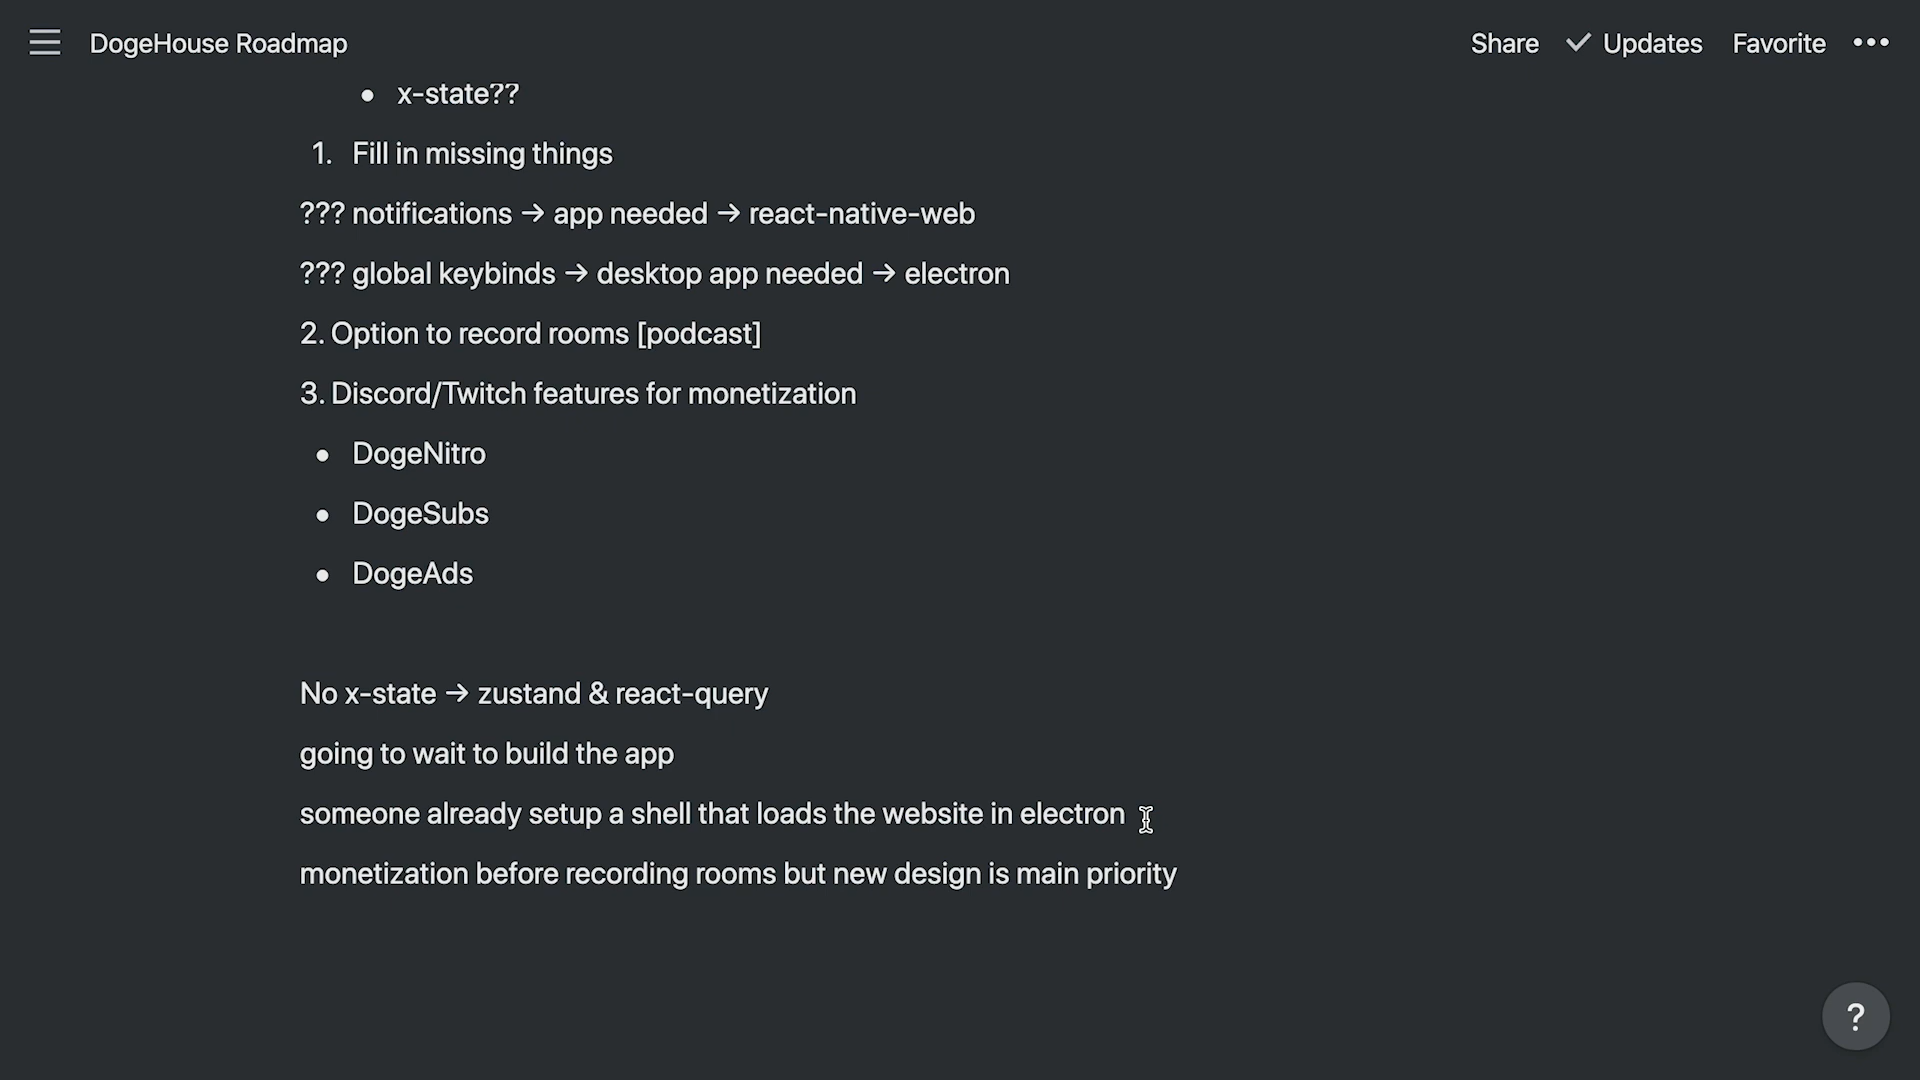 DogeHouse Roadmap
Share ✓ Updates Favorite •••
• x-state??
1. Fill in missing things
??? notifications → app needed → react-native-web
??? global keybinds → desktop app needed → electron
2. Option to record rooms [podcast]
3. Discord/Twitch features for monetization
• DogeNitro
• DogeSubs
• DogeAds
No x-state → zustand & react-query
going to wait to build the app
someone already setup a shell that loads the website in electron
monetization before recording rooms but new design is main priority
?